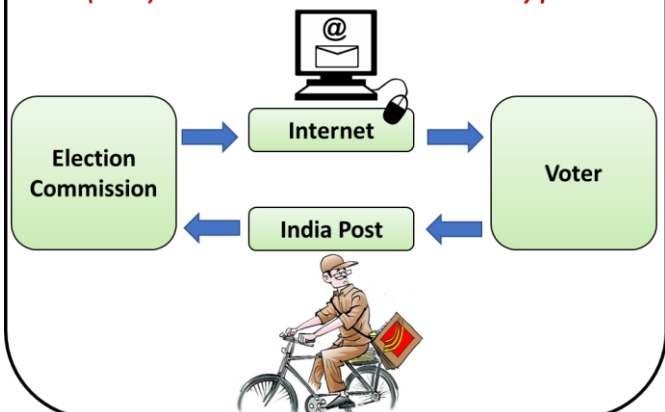 @
Internet
Election
Commission
Voter
India Post